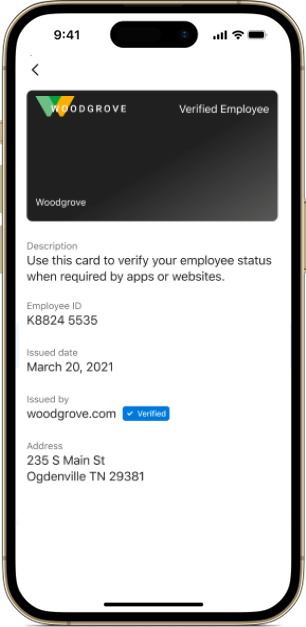 9:41
WOODGROVE
Verified Employee
Woodgrove
Description
Use this card to verify your employee status
when required by apps or websites.
Employee ID
K8824 5535
Issued date
March 20, 2021
Issued by
woodgrove.com Verified
Address
235 S Main St
Ogdenville TN 29381